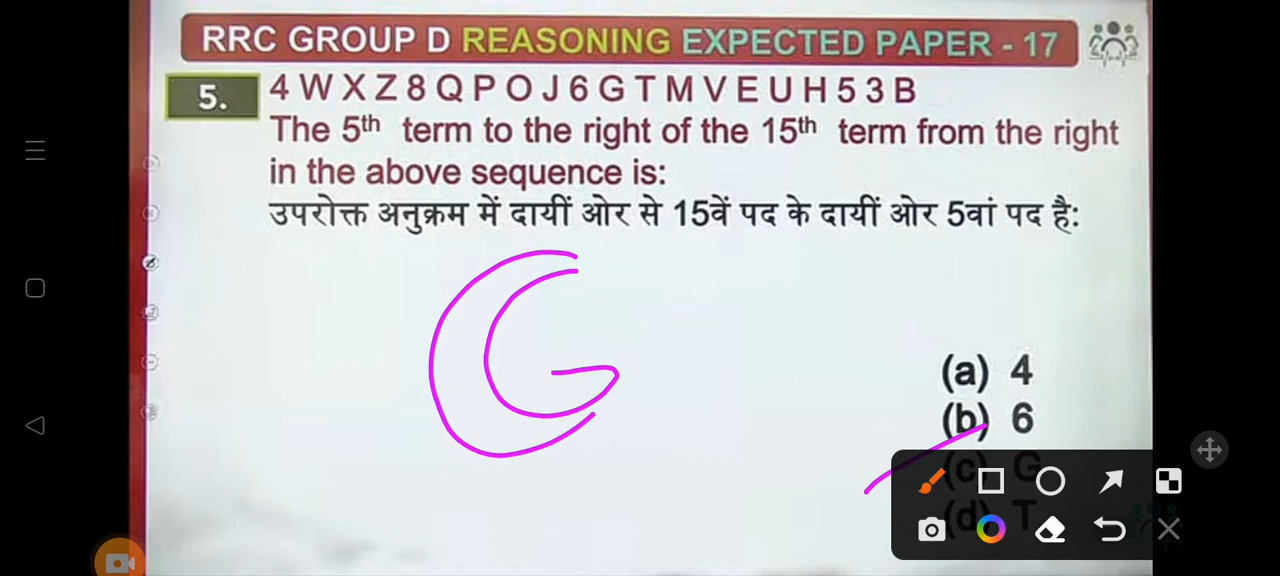 RRC GROUP D REASONING EXPECTED PAPER - 17
5. 4 W X Z 8 Q P O J 6 G T M V E U H 5 3 B
The 5th term to the right of the 15th term from the right
in the above sequence is:
उपरोक्त अनुक्रम में दायीं ओर से 15वें पद के दायीं ओर 5वां पद है:
G
(a) 4
(b) 6
(c) G
(d) T